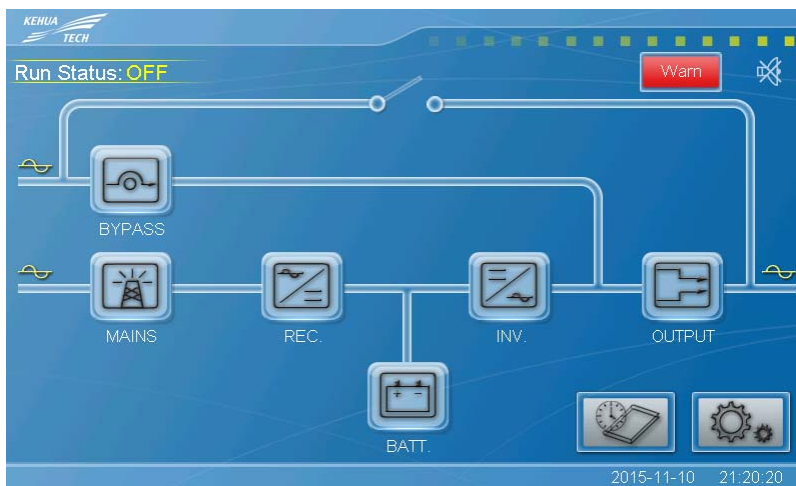 KEHUA
TECH
Run Status: OFF
Warn
BYPASS
MAINS
REC.
INV.
OUTPUT
BATT.
2015-11-10 21:20:20